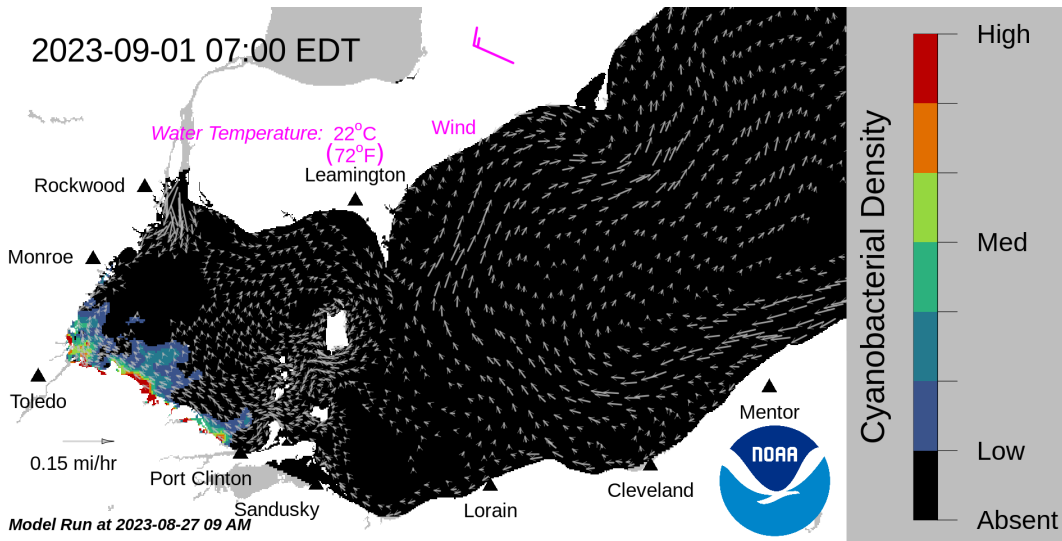 2023-09-01 07:00 EDT
High
Water Temperature: 22°C
(72°F)
Wind
Leamington
Rockwood
Cyanobacterial Density
Monroe
Med
Toledo
Mentor
NOAA
0.15 mi/hr
Port Clinton
Low
Cleveland
Sandusky
Lorain
Model Run at 2023-08-27 09 AM
Absent